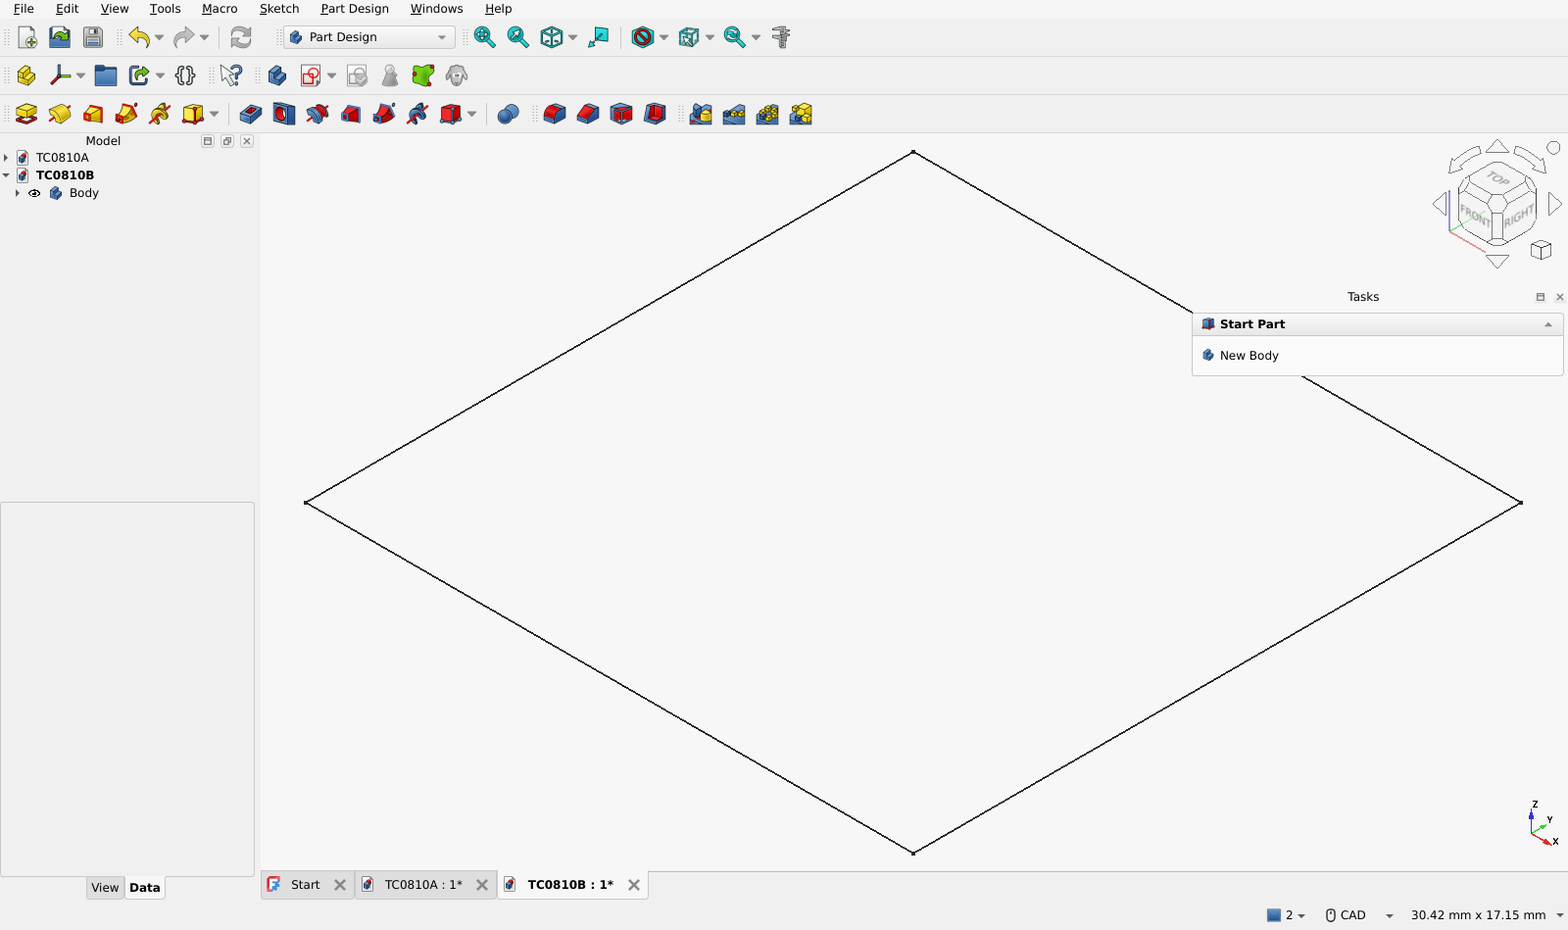 File Edit View Tools Macro Sketch Part Design Windows Help
Part Design
Model
TC0810A
TC0810B
Body
TOP
FRONT
RIGHT
Tasks
Start Part
New Body
Z
Y
X
View Data
Start
TC0810A : 1*
TC0810B : 1*
2
CAD
30.42 mm x 17.15 mm